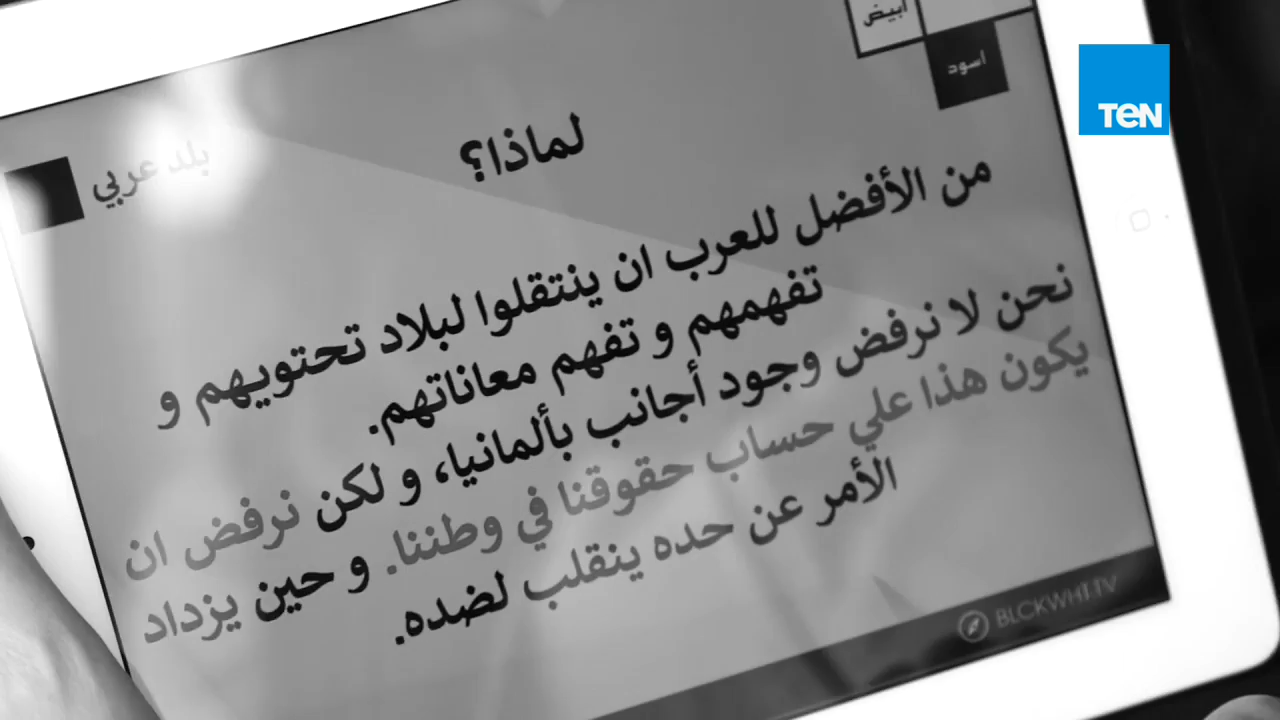 أبيض
اسود
TEN
بلد عربي
لماذا؟
من الأفضل للعرب ان ينتقلوا لبلاد تحتويهم و
تفهمهم و تفهم معاناتهم.
نحن لا نرفض وجود أجانب بألمانيا، و لكن نرفض ان
يكون هذا علي حساب حقوقنا في وطننا. و حين يزداد
الأمر عن حده ينقلب لضده.
BLCKWHT.TV